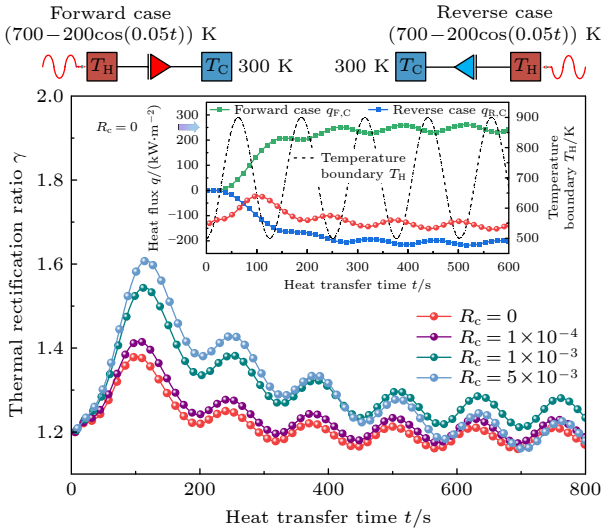 Forward case
(700−200cos(0.05t)) K
T_H
T_C
300 K
Reverse case
(700−200cos(0.05t)) K
300 K
T_C
T_H
Thermal rectification ratio γ
2.0
1.8
1.6
1.4
1.2
0
200
400
600
800
Heat transfer time t/s
R_c = 0
Heat flux q/(kW·m⁻²)
300
200
100
0
−100
−200
Forward case q_F,C
Reverse case q_R,C
Temperature
boundary T_H
900
800
700
600
500
Temperature
boundary T_H/K
0
100
200
300
400
500
600
Heat transfer time t/s
R_c = 0
R_c = 1×10⁻⁴
R_c = 1×10⁻³
R_c = 5×10⁻³